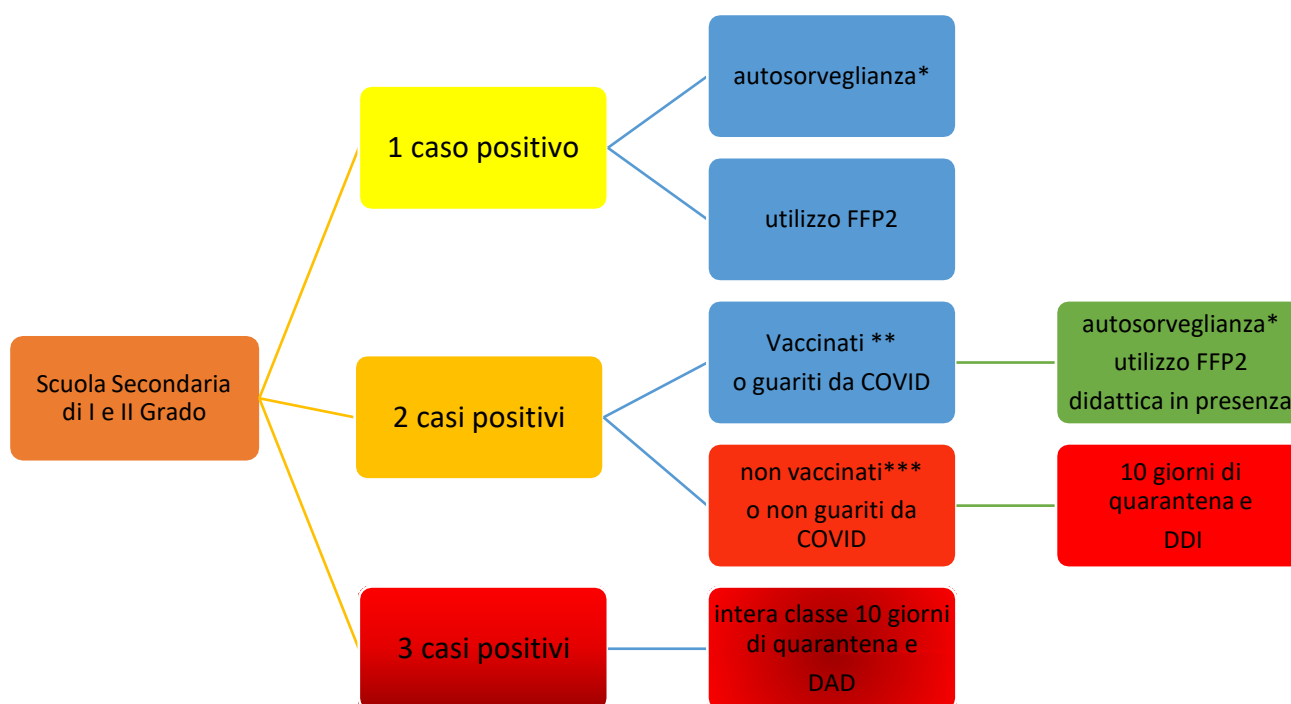 Scuola Secondaria
di I e II Grado
1 caso positivo
autosorveglianza*
utilizzo FFP2
2 casi positivi
Vaccinati **
o guariti da COVID
autosorveglianza*
utilizzo FFP2
didattica in presenza
non vaccinati***
o non guariti da
COVID
10 giorni di
quarantena e
DDI
3 casi positivi
intera classe 10 giorni
di quarantena e
DAD